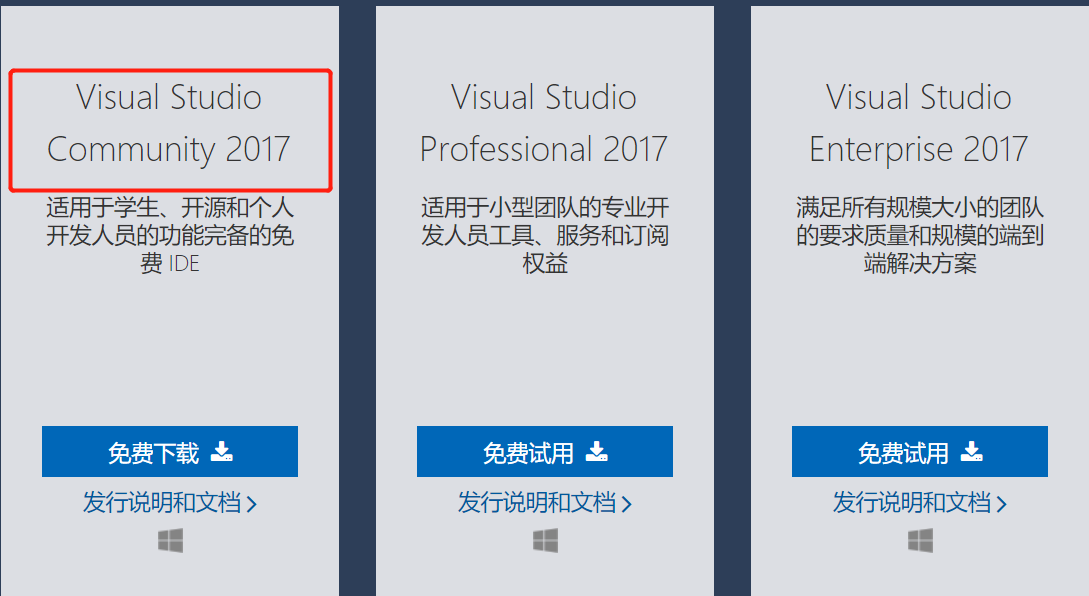 Visual Studio
Community 2017
适用于学生、开源和个人
开发人员的功能完备的免
费 IDE
免费下载
发行说明和文档
Visual Studio
Professional 2017
适用于小型团队的专业开
发人员工具、服务和订阅
权益
免费试用
发行说明和文档
Visual Studio
Enterprise 2017
满足所有规模大小的团队
的要求质量和规模的端到
端解决方案
免费试用
发行说明和文档